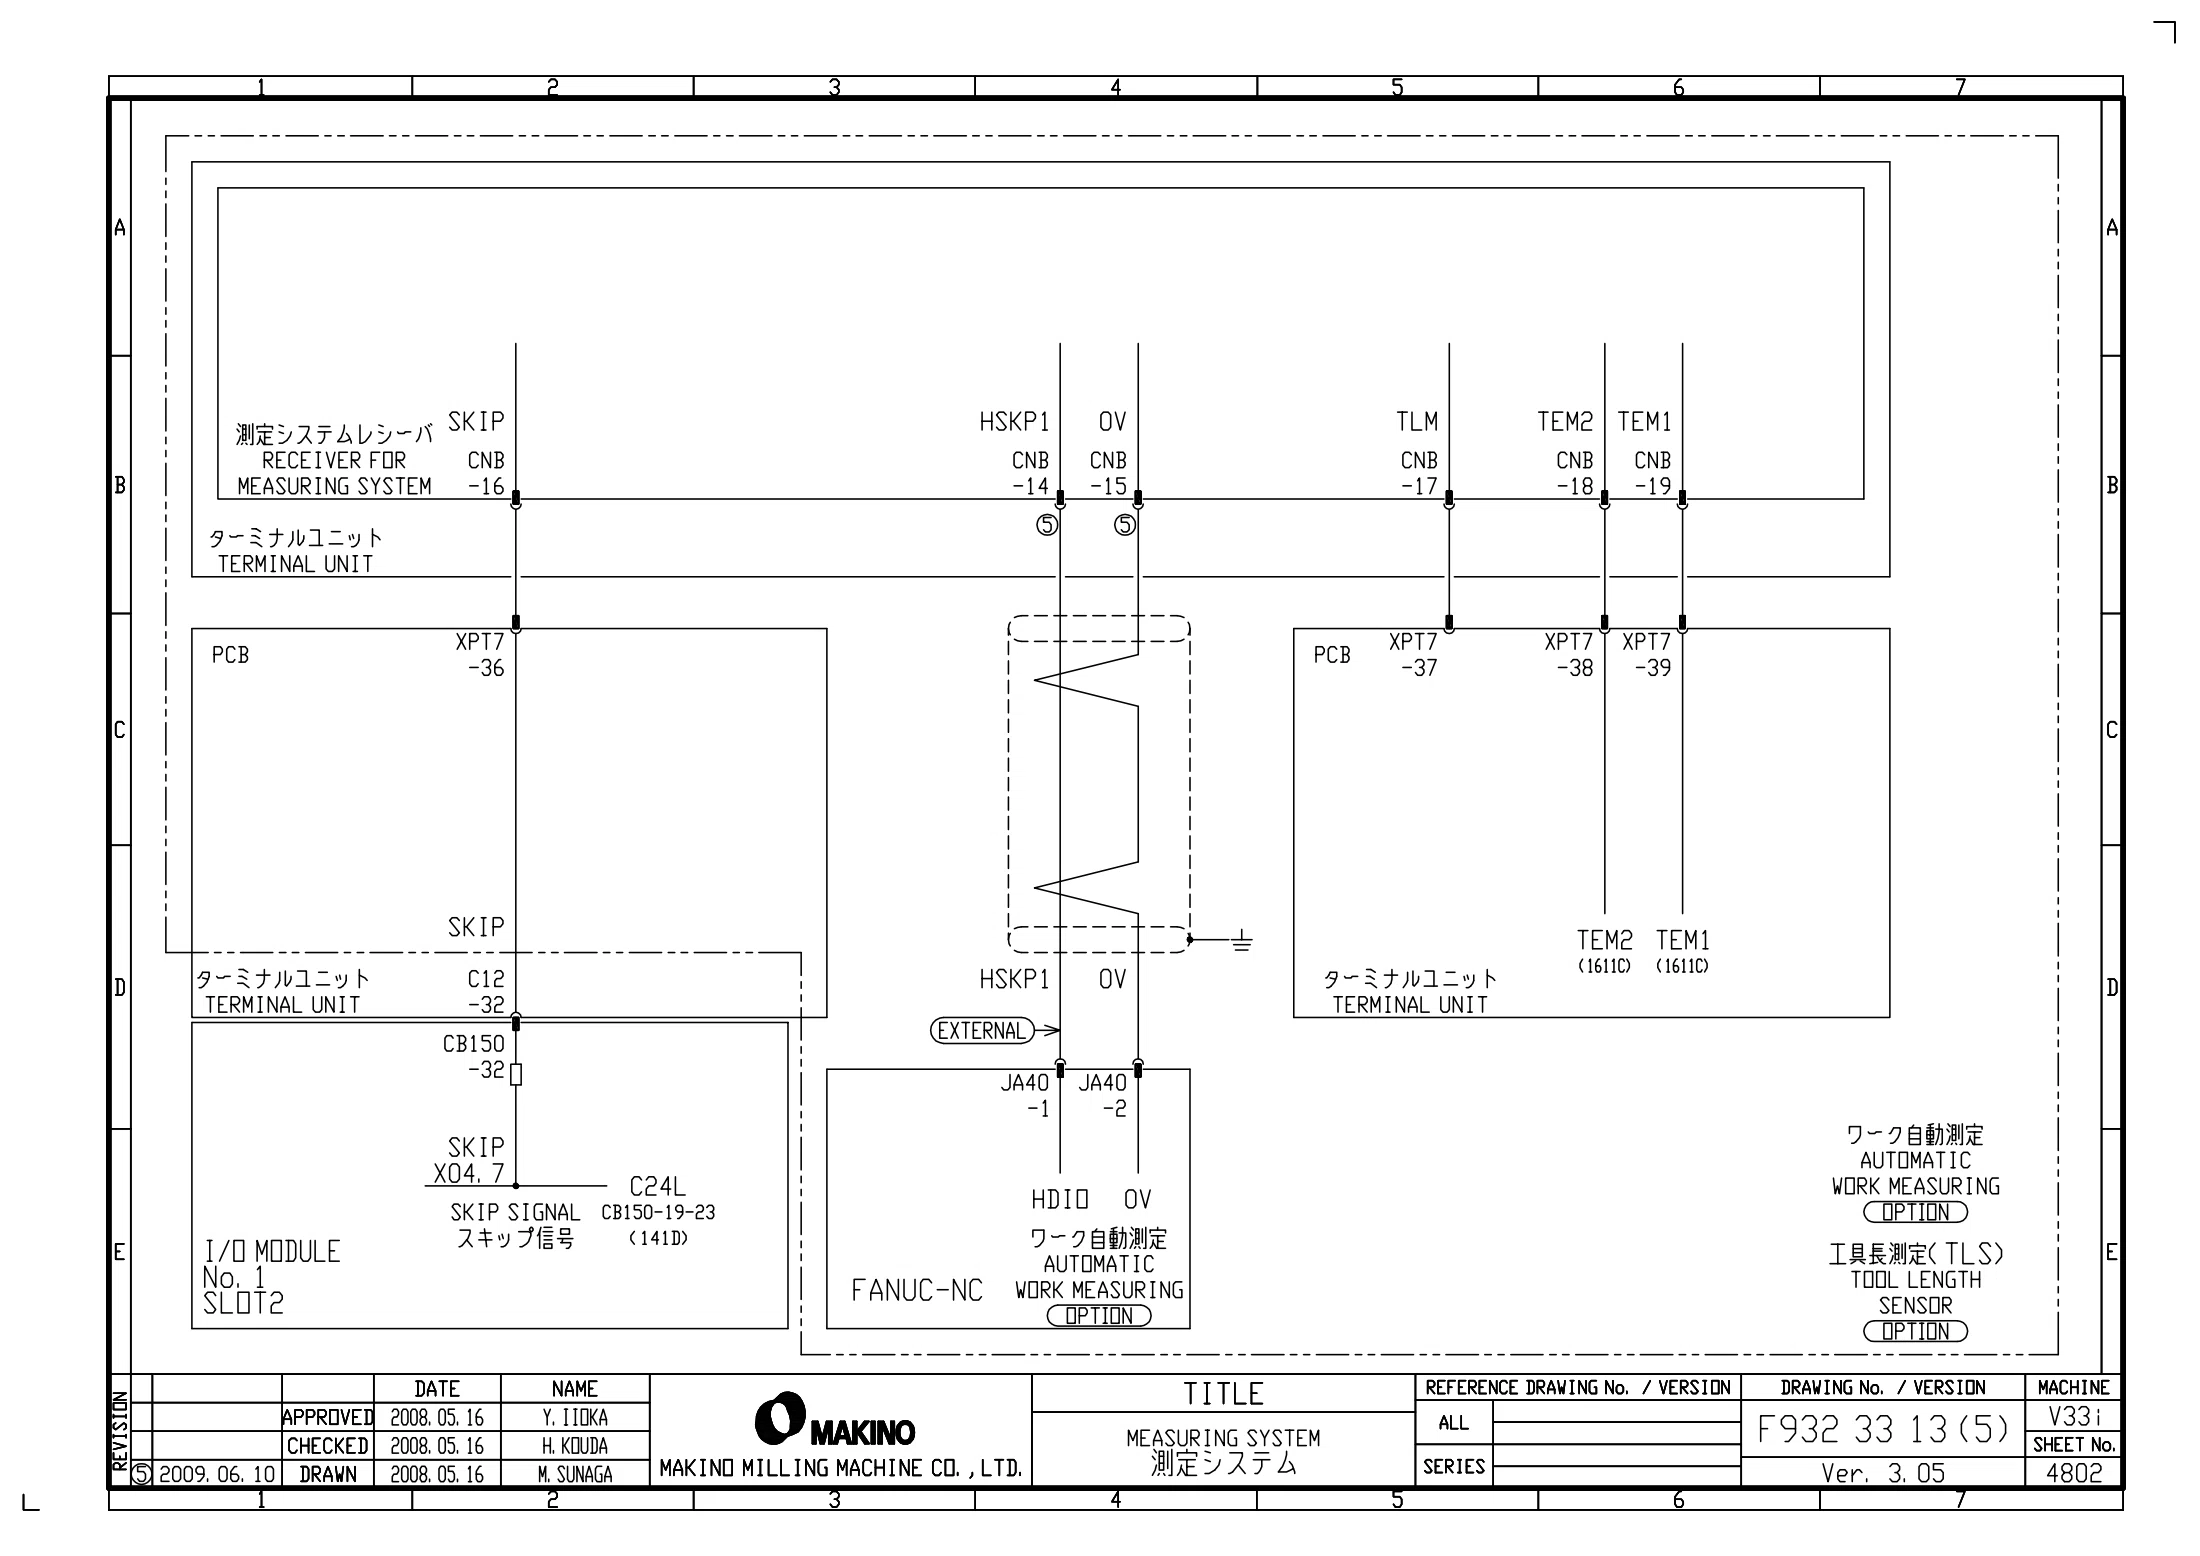 1 2 3 4 5 6 7
A A
SKIP HSKP1 0V TLM TEM2 TEM1
測定システムレシーバ
RECEIVER FOR CNB CNB CNB CNB CNB CNB
MEASURING SYSTEM -16 -14 -15 -17 -18 -19
B B
⑤ ⑤
ターミナルユニット
TERMINAL UNIT
PCB XPT7 PCB XPT7 XPT7 XPT7
-36 -37 -38 -39
C C
SKIP
TEM2 TEM1
(1611C) (1611C)
ターミナルユニット C12 HSKP1 0V ターミナルユニット
TERMINAL UNIT -32 TERMINAL UNIT
D D
EXTERNAL
CB150
-32
JA40 JA40
-1 -2
SKIP
X04.7
C24L
SKIP SIGNAL CB150-19-23
スキップ信号 (141D)
I/O MODULE
No.1
SLOT2
HDI0 0V
ワーク自動測定
AUTOMATIC
FANUC-NC WORK MEASURING
OPTION
ワーク自動測定
AUTOMATIC
WORK MEASURING
OPTION
E E
工具長測定(TLS)
TOOL LENGTH
SENSOR
OPTION
REVISION
⑤ 2009.06.10
DATE NAME
APPROVED 2008.05.16 Y.IIOKA
CHECKED 2008.05.16 H.KOUDA
DRAWN 2008.05.16 M.SUNAGA
MAKINO
MAKINO MILLING MACHINE CO.,LTD.
TITLE
MEASURING SYSTEM
測定システム
REFERENCE DRAWING No. / VERSION
ALL
SERIES
DRAWING No. / VERSION
F932 33 13(5)
Ver. 3.05
MACHINE
V33i
SHEET No.
4802
1 2 3 4 5 6 7